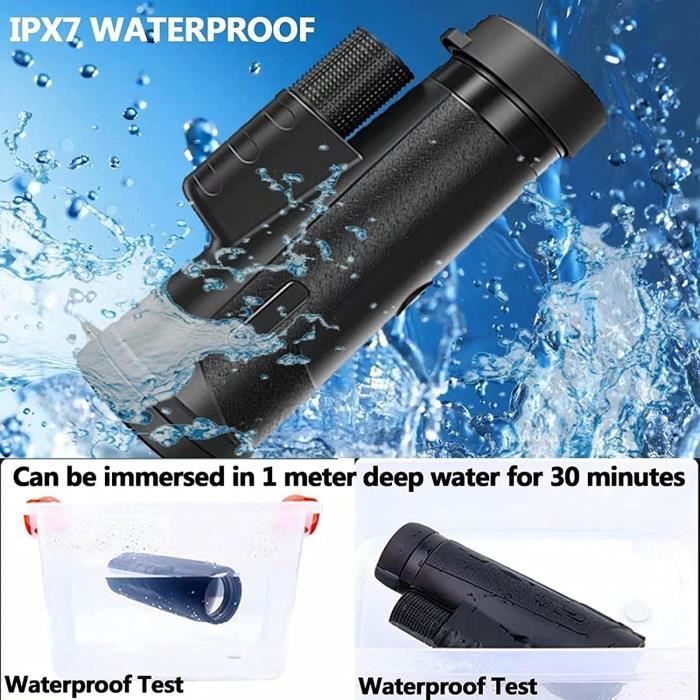 IPX7 WATERPROOF
Can be immersed in 1 meter deep water for 30 minutes
Waterproof Test
Waterproof Test